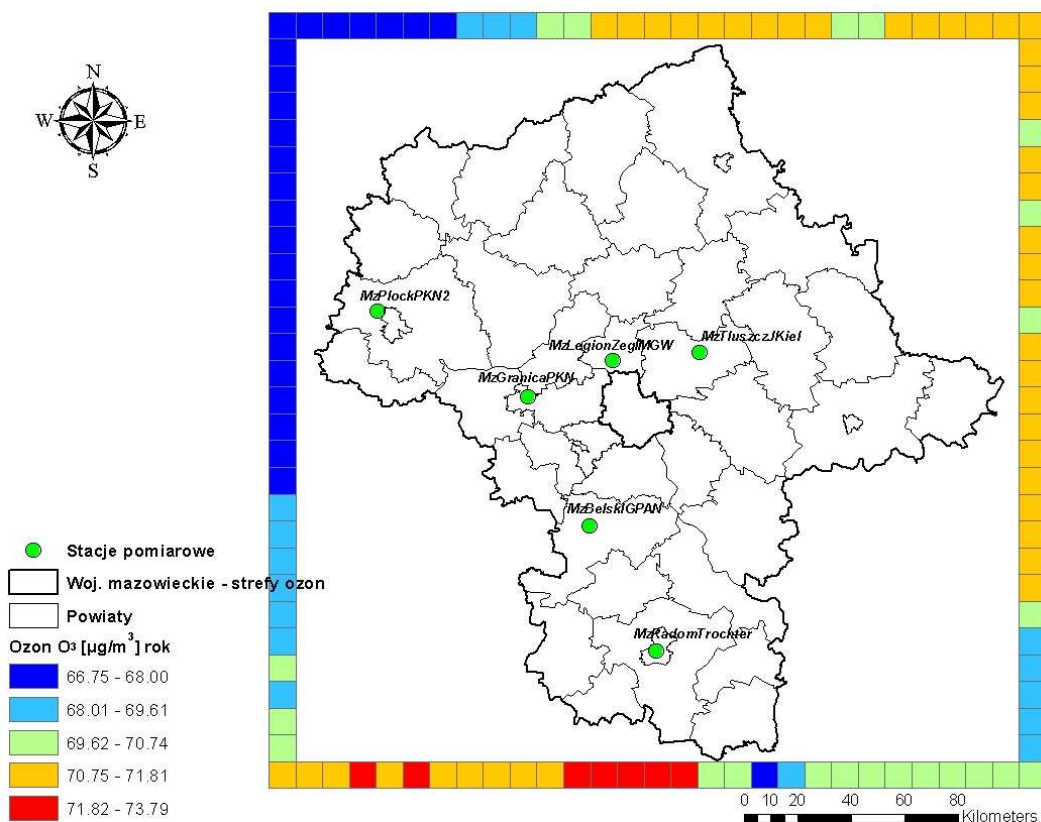 N
W E
S
MzPlockPKN2
MzLegionZegIMGW
MzTluszczJKiel
MzGranicaPKN
MzBelskIGPAN
MzRadomTrochter
Stacje pomiarowe
Woj. mazowieckie - strefy ozon
Powiaty
Ozon O3 [µg/m3] rok
66.75 - 68.00
68.01 - 69.61
69.62 - 70.74
70.75 - 71.81
71.82 - 73.79
0 10 20 40 60 80
Kilometers